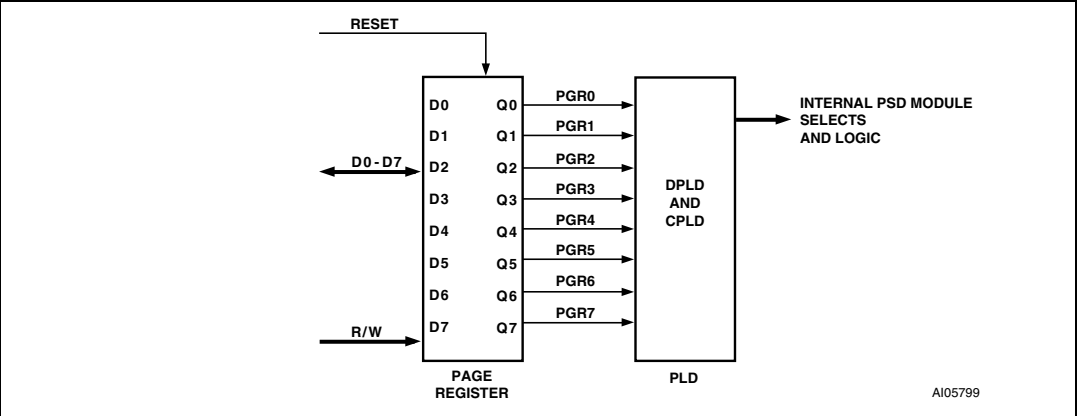 RESET
D0 Q0 PGR0
D1 Q1 PGR1
D0-D7 D2 Q2 PGR2
D3 Q3 PGR3
D4 Q4 PGR4
D5 Q5 PGR5
D6 Q6 PGR6
R/W D7 Q7 PGR7
DPLD
AND
CPLD
INTERNAL PSD MODULE
SELECTS
AND LOGIC
PAGE
REGISTER
PLD
AI05799